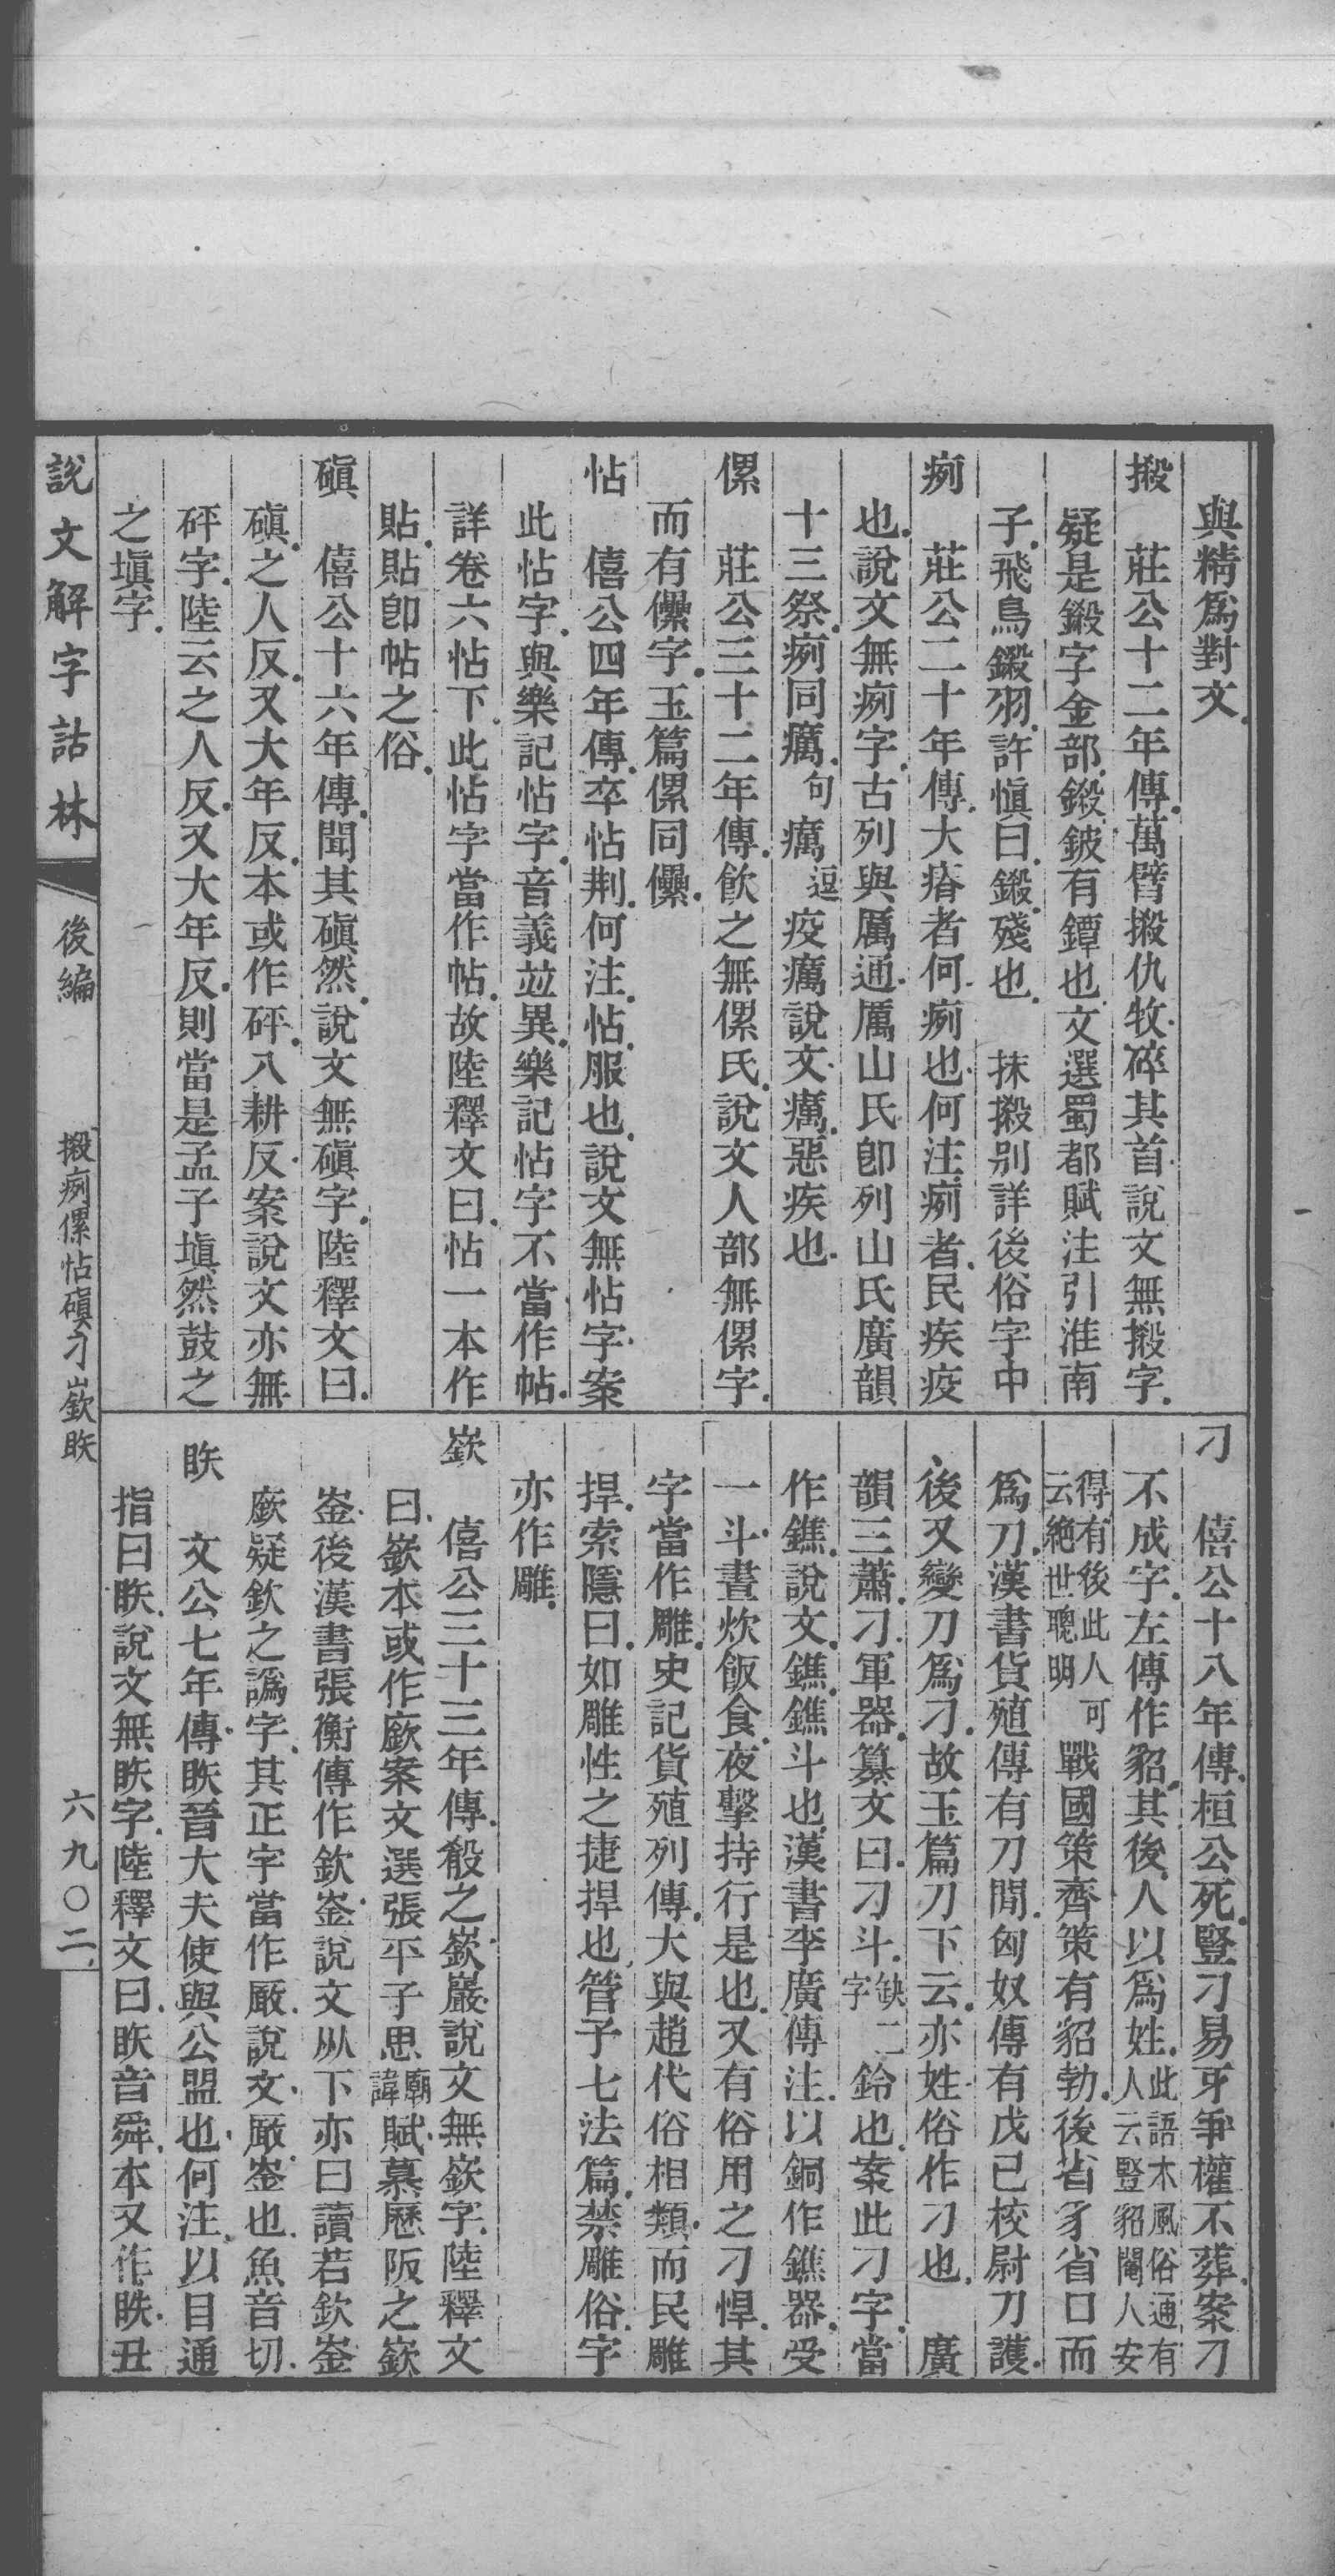 與精爲對文
摋　莊公十二年傳萬臂摋仇牧碎其首說文無摋字
疑是鎩字金部鎩鈹有鐔也文選蜀都賦注引淮南
子飛鳥鎩羽許愼曰鎩殘也　抹摋別詳後俗字中
㾐　莊公二十年傳大瘠者何㾐也何注㾐者民疾疫
也說文無㾐字古列與厲通厲山氏卽列山氏廣韻
十三祭㾐同癘句癘逗疫癘說文癘惡疾也
傫　莊公三十二年傳飮之無傫氏說文人部無傫字
而有儽字玉篇傫同儽
怗　僖公四年傳卒怗荆何注怗服也說文無怗字案
此怗字與樂記怗字音義竝異樂記怗字不當作帖
詳卷六怗下此怗字當作帖故陸釋文曰怗一本作
貼貼卽帖之俗
磌　僖公十六年傳聞其磌然說文無磌字陸釋文曰
磌之人反又大年反本或作砰八耕反案說文亦無
砰字陸云之人反又大年反則當是孟子塡然鼓之
之塡字
刁　僖公十八年傳桓公死豎刁易牙爭權不葬案刀
不成字左傳作貂其後人以爲姓此語本風俗通有人云豎貂閹人安
得有後此人可云絶世聰明戰國策齊策有貂勃後省豸省口而
爲刀漢書貨殖傳有刀閒匈奴傳有戊已校尉刀護
後又變刀爲刁故玉篇刀下云亦姓俗作刁也　廣
韻三蕭刁軍器纂文曰刁斗缺二字鈴也案此刁字當
作鐎說文鐎鐎斗也漢書李廣傳注以銅作鐎器受
一斗晝炊飯食夜擊持行是也又有俗用之刁悍其
字當作雕史記貨殖列傳大與趙代俗相類而民雕
捍索隱曰如雕性之捷捍也管子七法篇禁雕俗字
亦作雕
嶔　僖公三十三年傳殽之嶔巖說文無嶔字陸釋文
曰嶔本或作廞案文選張平子思廟諱賦慕歷阪之嶔
崟後漢書張衡傳作欽崟說文从下亦曰讀若欽崟
廞疑欽之譌字其正字當作厰說文厰崟也魚音切
眣　文公七年傳眣晉大夫使與公盟也何注以目通
指曰眣說文無眣字陸釋文曰眣音舜本又作眣丑
說文解字詁林　後編　摋㾐傫怗磌刁嶔眣　六九〇二